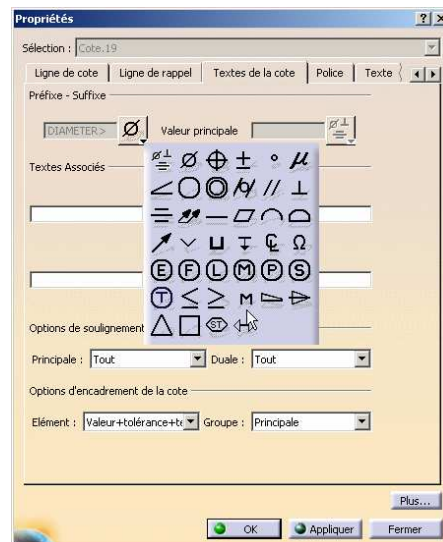 Propriétés
Sélection : Cote.19
Ligne de cote Ligne de rappel Textes de la cote Police Texte
Préfixe - Suffixe
DIAMETER> Ø Valeur principale
Ø ⌖ ± ° μ
∠ ○ ◎ ⌭ // ⊥
Textes Associés
℄ Ω
Ⓔ Ⓕ Ⓛ Ⓜ Ⓟ Ⓢ
Ⓣ ≤ ≥ M
ST
Options de soulignement
Principale : Tout Duale : Tout
Options d'encadrement de la cote
Elément : Valeur+tolérance+te Groupe : Principale
Plus...
OK Appliquer Fermer